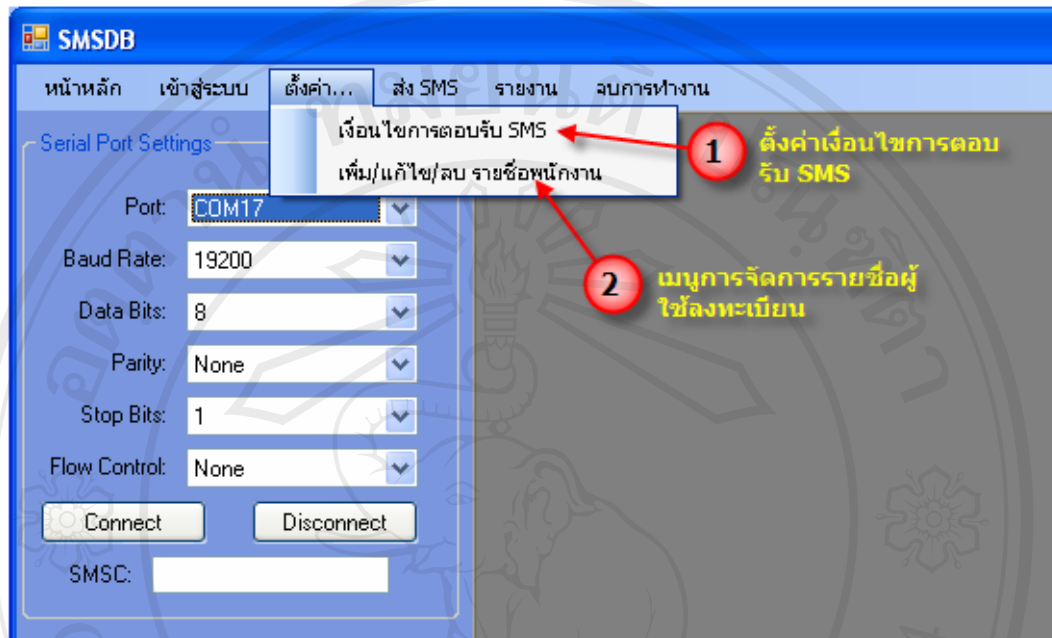 SMSDB
หน้าหลัก เข้าสู่ระบบ ตั้งค่า... ส่ง SMS รายงาน จบการทำงาน
เงื่อนไขการตอบรับ SMS
เพิ่ม/แก้ไข/ลบ รายชื่อพนักงาน
1 ตั้งค่าเงื่อนไขการตอบ
รับ SMS
2 เมนูการจัดการรายชื่อผู้
ใช้ลงทะเบียน
Serial Port Settings
Port: COM17
Baud Rate: 19200
Data Bits: 8
Parity: None
Stop Bits: 1
Flow Control: None
Connect Disconnect
SMSC: